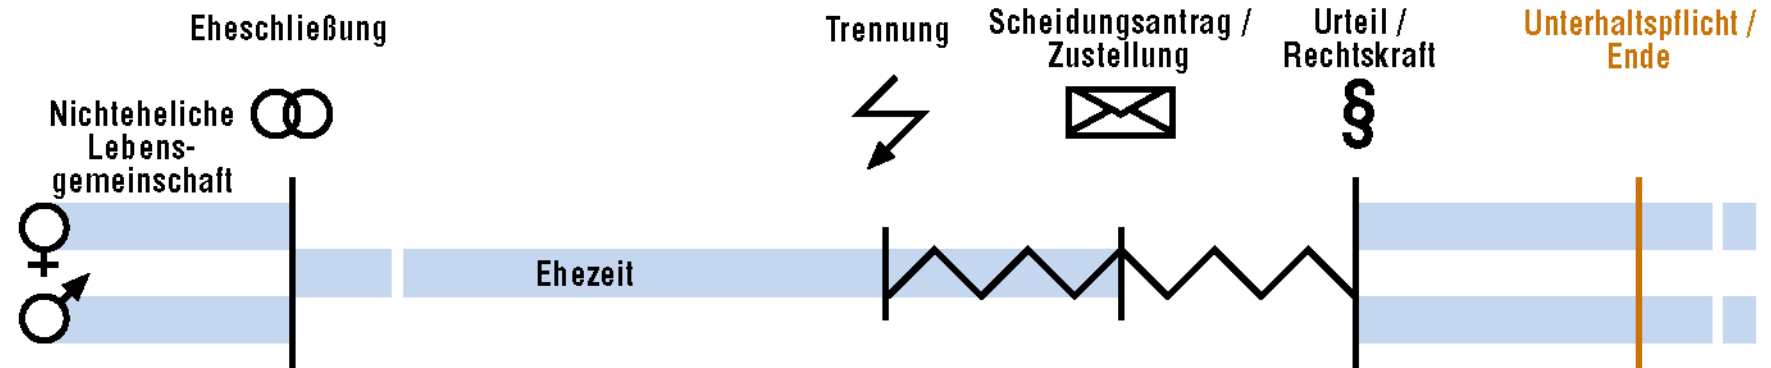 Eheschließung
Trennung
Scheidungsantrag /
Zustellung
Urteil /
Rechtskraft
Unterhaltspflicht /
Ende
Nichteheliche
Lebens-
gemeinschaft
§
Ehezeit